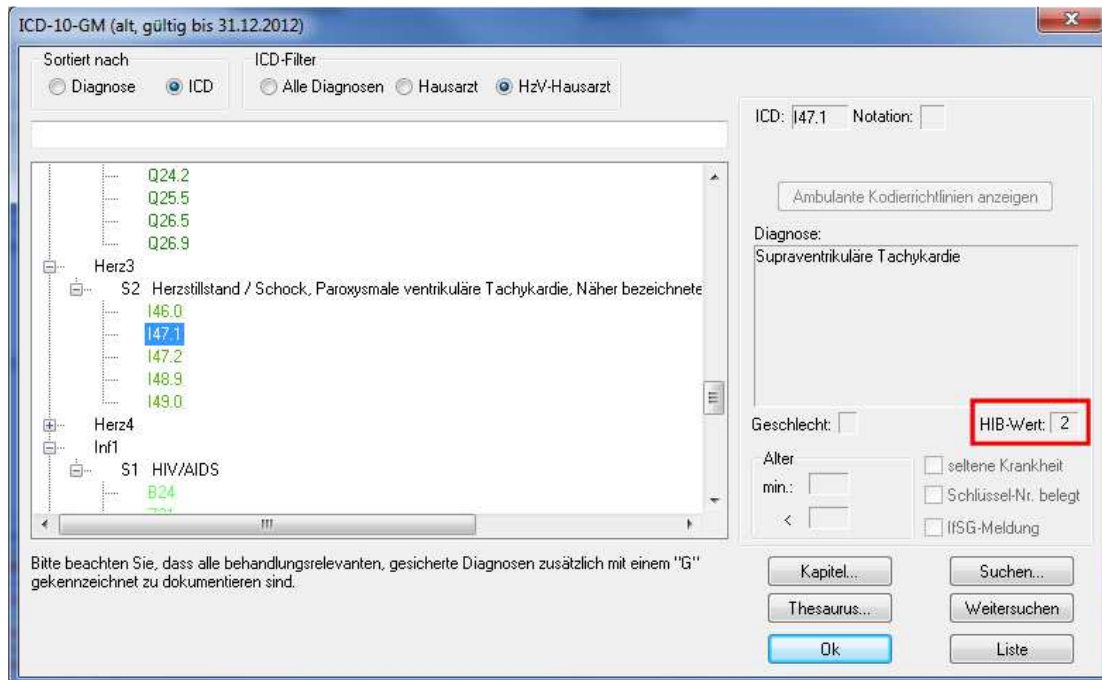 ICD-10-GM (alt, gültig bis 31.12.2012)
Sortiert nach
ICD-Filter
Diagnose ICD Alle Diagnosen Hausarzt HzV-Hausarzt
ICD: I47.1 Notation:
Q24.2
Q25.5
Q26.5
Q26.9
Herz3
S2 Herzstillstand / Schock, Paroxysmale ventrikuläre Tachykardie, Näher bezeichnete
I46.0
I47.1
I47.2
I48.9
I49.0
Herz4
Inf1
S1 HIV/AIDS
B24
Ambulante Kodierrichtlinien anzeigen
Diagnose:
Supraventrikuläre Tachykardie
Geschlecht: HIB-Wert: 2
Alter
min.:
<
seltene Krankheit
Schlüssel-Nr. belegt
IfSG-Meldung
Bitte beachten Sie, dass alle behandlungsrelevanten, gesicherte Diagnosen zusätzlich mit einem "G"
gekennzeichnet zu dokumentieren sind.
Kapitel... Suchen...
Thesaurus... Weitersuchen
Ok Liste